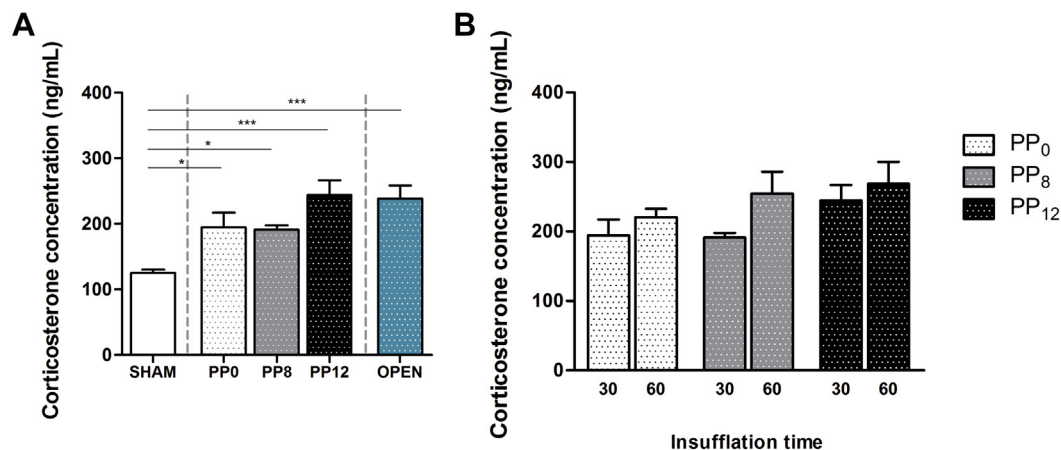 A
Corticosterone concentration (ng/mL)
400
300
200
100
0
***
***
*
*
SHAM PP0 PP8 PP12 OPEN
B
Corticosterone concentration (ng/mL)
400
300
200
300
0
30 60 30 60 30 60
Insufflation time
PP0
PP8
PP12